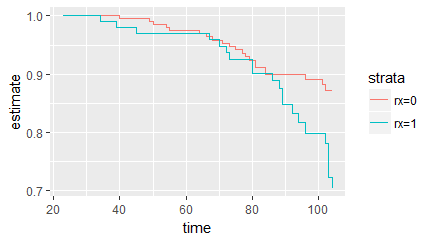 1.0
0.9
0.8
0.7
estimate
20 40 60 80 100
time
strata
rx=0
rx=1